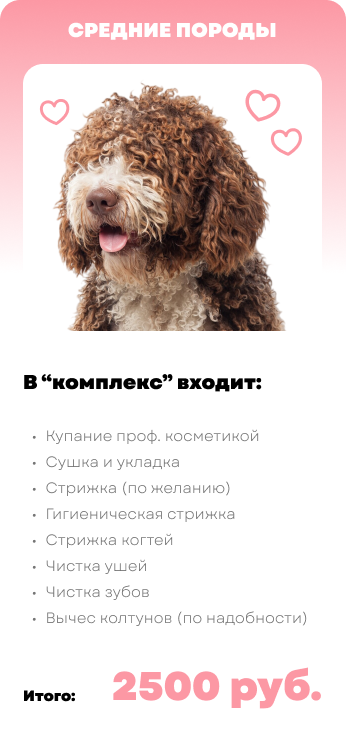 СРЕДНИЕ ПОРОДЫ
В “комплекс” входит:
• Купание проф. косметикой
• Сушка и укладка
• Стрижка (по желанию)
• Гигиеническая стрижка
• Стрижка когтей
• Чистка ушей
• Чистка зубов
• Вычес колтунов (по надобности)
Итого: 2500 руб.